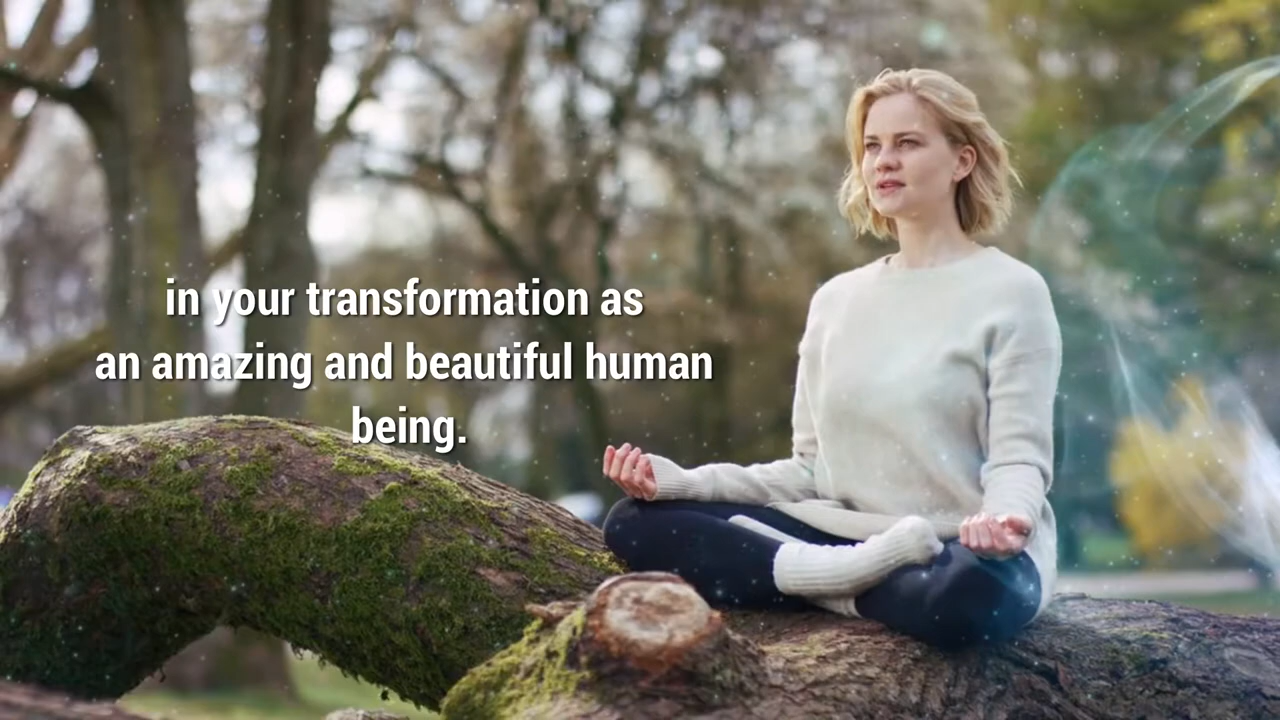 in your transformation as
an amazing and beautiful human
being.